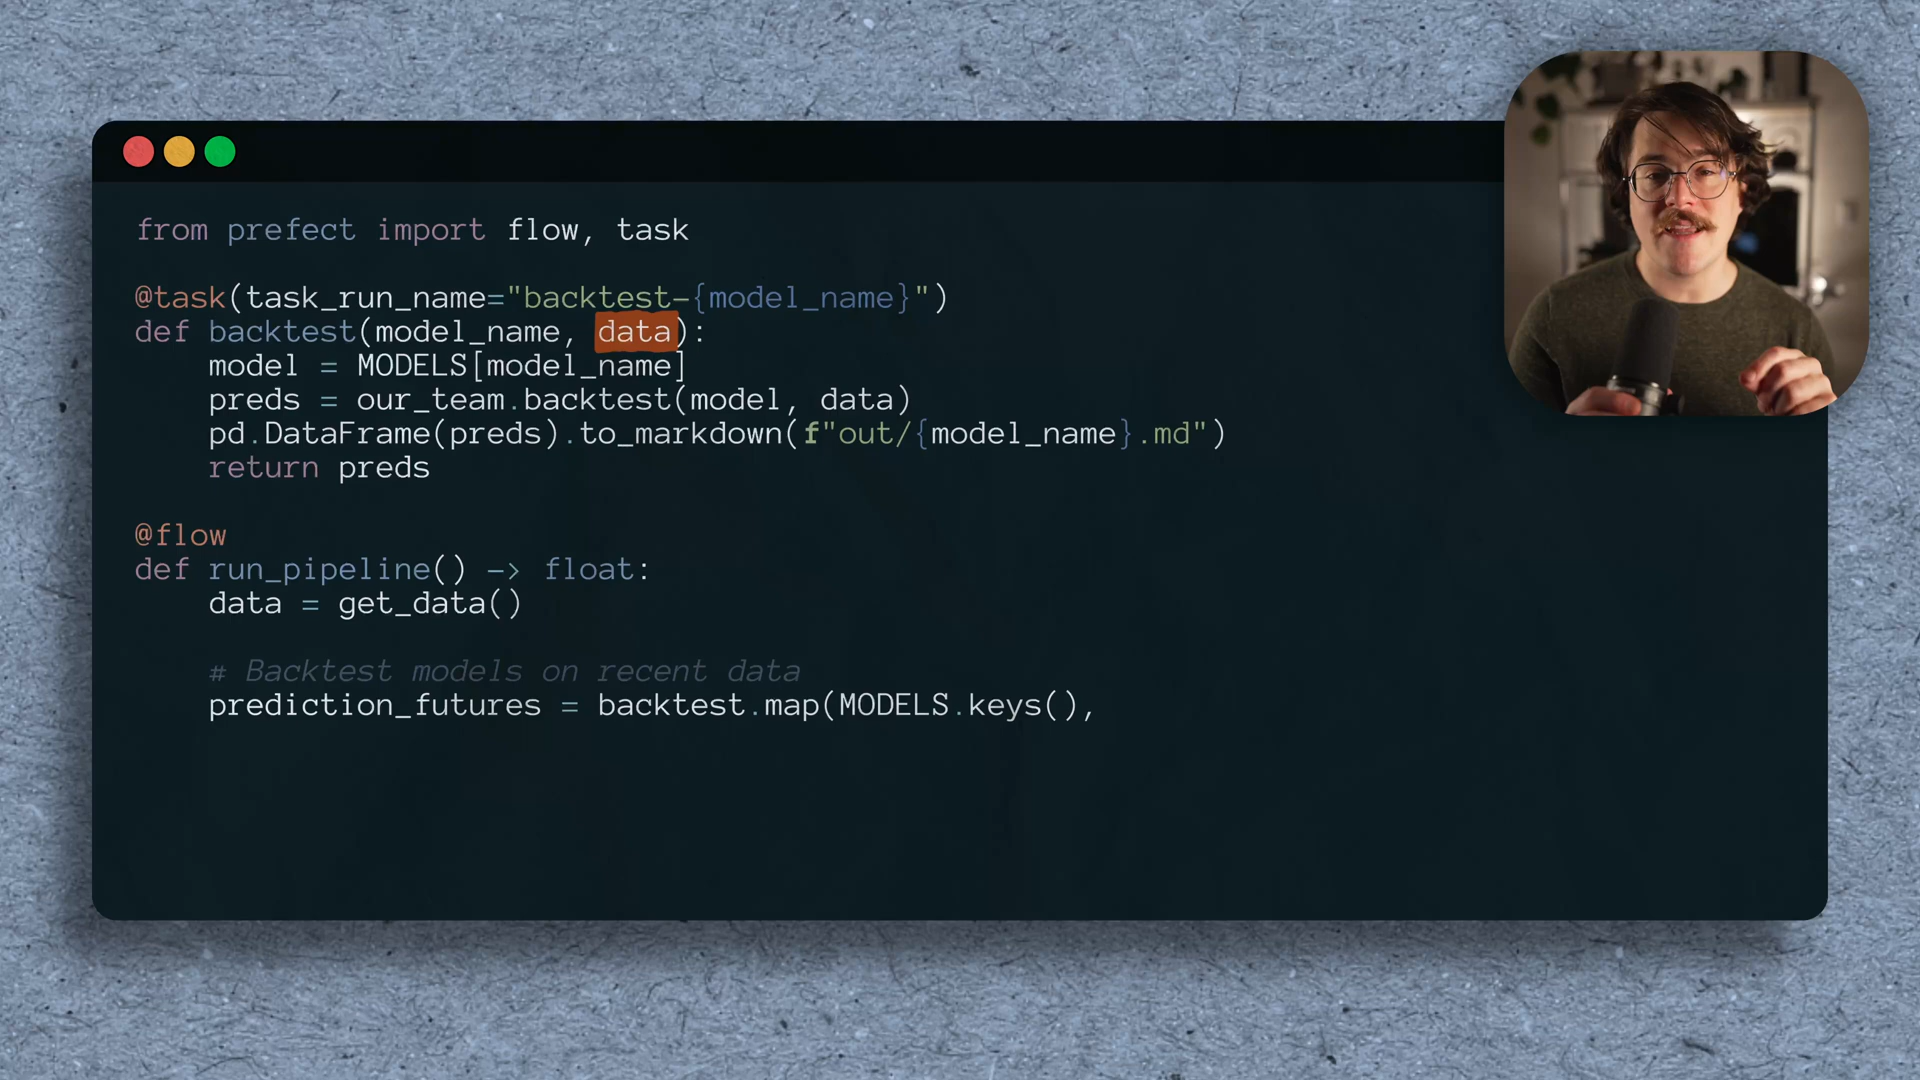 from prefect import flow, task
@task(task_run_name="backtest-{model_name}")
def backtest(model_name, data):
model = MODELS[model_name]
preds = our_team.backtest(model, data)
pd.DataFrame(preds).to_markdown(f"out/{model_name}.md")
return preds
@flow
def run_pipeline() -> float:
data = get_data()
# Backtest models on recent data
prediction_futures = backtest.map(MODELS.keys(),